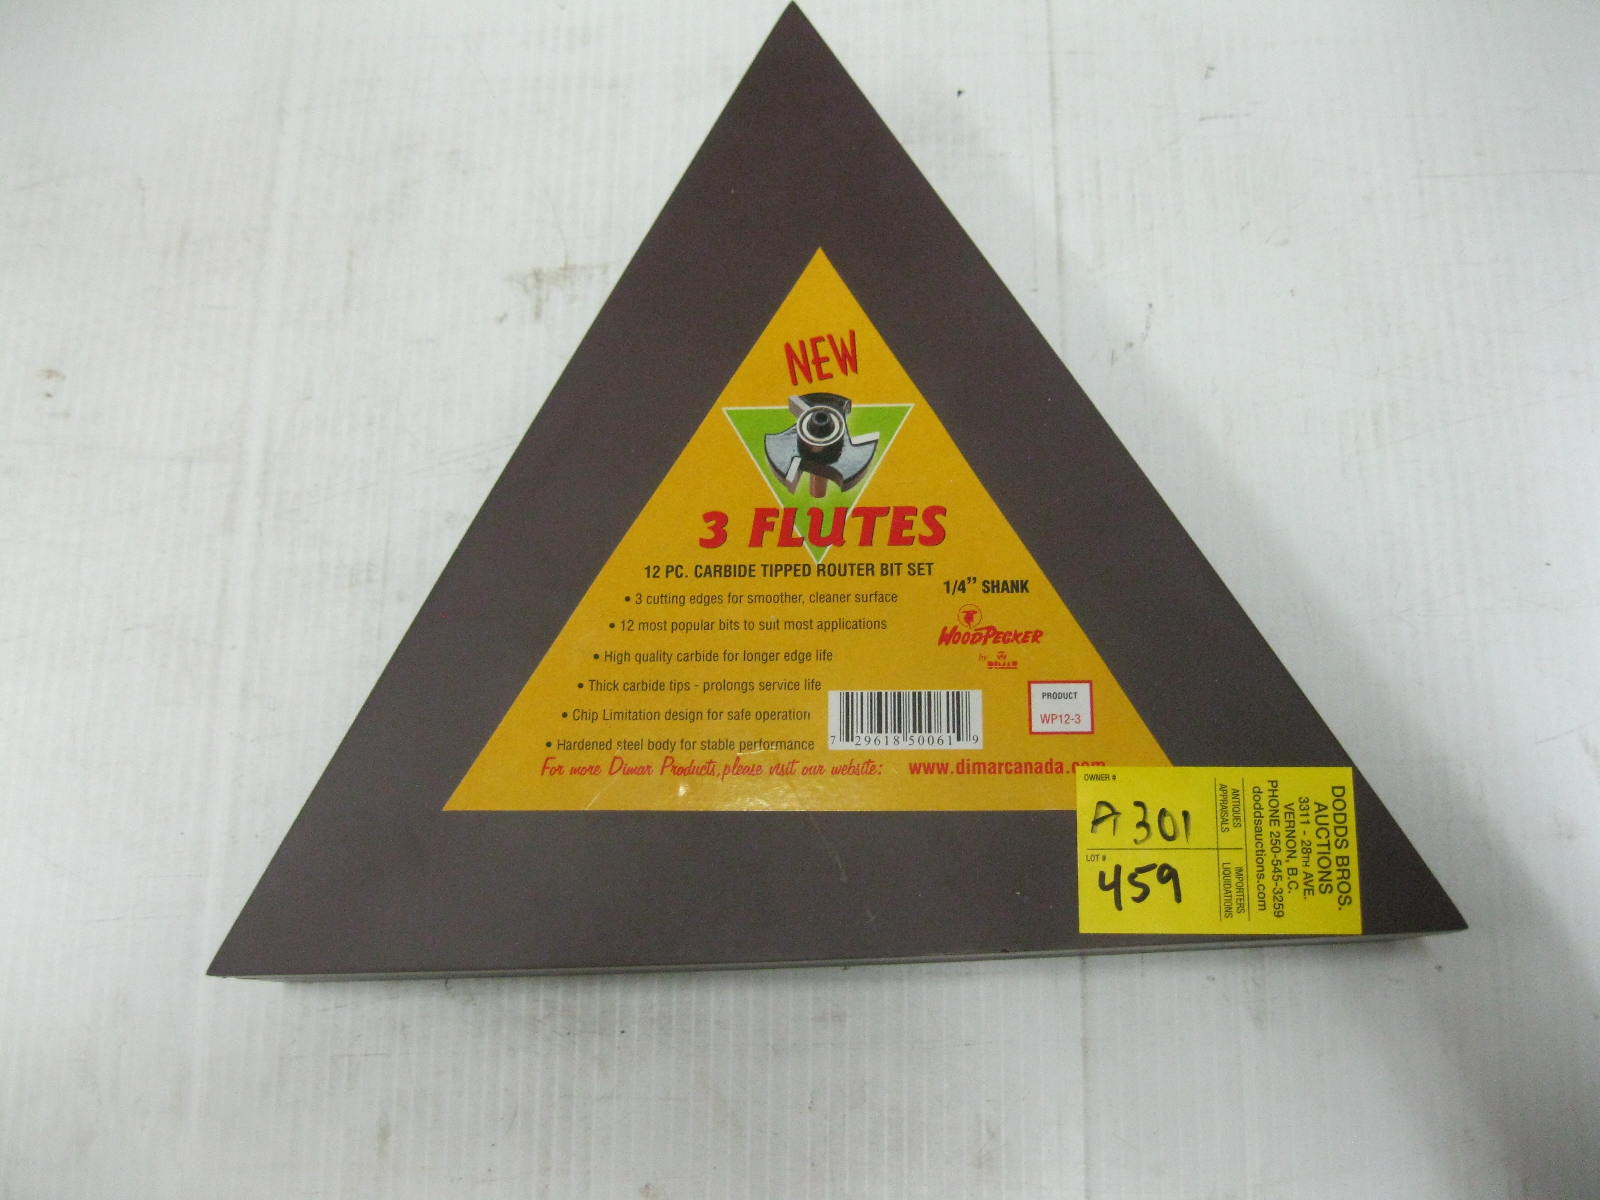 NEW
3 FLUTES
12 PC. CARBIDE TIPPED ROUTER BIT SET
1/4" SHANK
• 3 cutting edges for smoother, cleaner surface
• 12 most popular bits to suit most applications
• High quality carbide for longer edge life
• Thick carbide tips - prolongs service life
• Chip Limitation design for safe operation
• Hardened steel body for stable performance
WOODPECKER
by DIMAR
PRODUCT
WP12-3
7 29618 50061 9
For more Dimar Products, please visit our website: www.dimarcanada.com
OWNER #
A301
LOT #
459
ANTIQUES
APPRAISALS
IMPORTERS
LIQUIDATIONS
DODDS BROS.
AUCTIONS
3311 - 28TH AVE.
VERNON, B.C.
PHONE 250-545-3259
doddsauctions.com